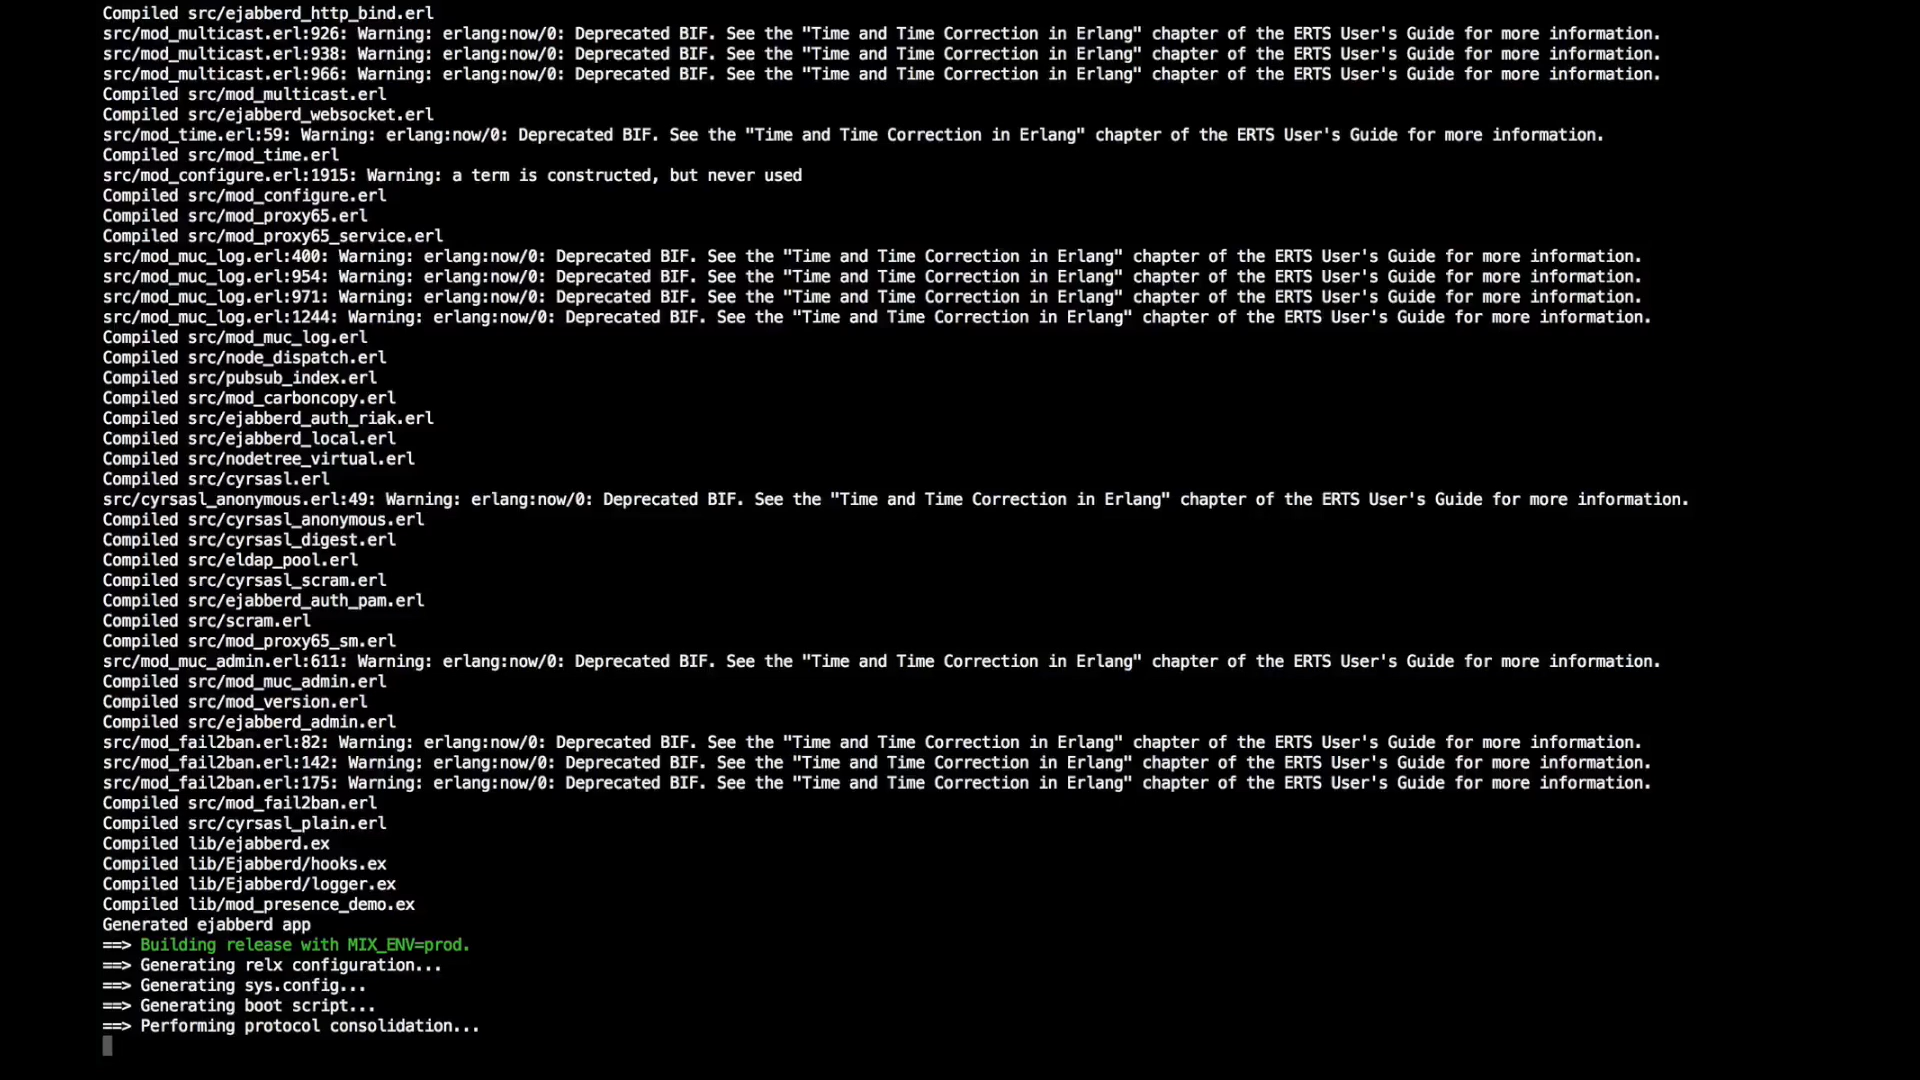 Compiled src/ejabberd_http_bind.erl
src/mod_multicast.erl:926: Warning: erlang:now/0: Deprecated BIF. See the "Time and Time Correction in Erlang" chapter of the ERTS User's Guide for more information.
src/mod_multicast.erl:938: Warning: erlang:now/0: Deprecated BIF. See the "Time and Time Correction in Erlang" chapter of the ERTS User's Guide for more information.
src/mod_multicast.erl:966: Warning: erlang:now/0: Deprecated BIF. See the "Time and Time Correction in Erlang" chapter of the ERTS User's Guide for more information.
Compiled src/mod_multicast.erl
Compiled src/ejabberd_websocket.erl
src/mod_time.erl:59: Warning: erlang:now/0: Deprecated BIF. See the "Time and Time Correction in Erlang" chapter of the ERTS User's Guide for more information.
Compiled src/mod_time.erl
src/mod_configure.erl:1915: Warning: a term is constructed, but never used
Compiled src/mod_configure.erl
Compiled src/mod_proxy65.erl
Compiled src/mod_proxy65_service.erl
src/mod_muc_log.erl:400: Warning: erlang:now/0: Deprecated BIF. See the "Time and Time Correction in Erlang" chapter of the ERTS User's Guide for more information.
src/mod_muc_log.erl:954: Warning: erlang:now/0: Deprecated BIF. See the "Time and Time Correction in Erlang" chapter of the ERTS User's Guide for more information.
src/mod_muc_log.erl:971: Warning: erlang:now/0: Deprecated BIF. See the "Time and Time Correction in Erlang" chapter of the ERTS User's Guide for more information.
src/mod_muc_log.erl:1244: Warning: erlang:now/0: Deprecated BIF. See the "Time and Time Correction in Erlang" chapter of the ERTS User's Guide for more information.
Compiled src/mod_muc_log.erl
Compiled src/node_dispatch.erl
Compiled src/pubsub_index.erl
Compiled src/mod_carboncopy.erl
Compiled src/ejabberd_auth_riak.erl
Compiled src/ejabberd_local.erl
Compiled src/nodetree_virtual.erl
Compiled src/cyrsasl.erl
src/cyrsasl_anonymous.erl:49: Warning: erlang:now/0: Deprecated BIF. See the "Time and Time Correction in Erlang" chapter of the ERTS User's Guide for more information.
Compiled src/cyrsasl_anonymous.erl
Compiled src/cyrsasl_digest.erl
Compiled src/eldap_pool.erl
Compiled src/cyrsasl_scram.erl
Compiled src/ejabberd_auth_pam.erl
Compiled src/scram.erl
Compiled src/mod_proxy65_sm.erl
src/mod_muc_admin.erl:611: Warning: erlang:now/0: Deprecated BIF. See the "Time and Time Correction in Erlang" chapter of the ERTS User's Guide for more information.
Compiled src/mod_muc_admin.erl
Compiled src/mod_version.erl
Compiled src/ejabberd_admin.erl
src/mod_fail2ban.erl:82: Warning: erlang:now/0: Deprecated BIF. See the "Time and Time Correction in Erlang" chapter of the ERTS User's Guide for more information.
src/mod_fail2ban.erl:142: Warning: erlang:now/0: Deprecated BIF. See the "Time and Time Correction in Erlang" chapter of the ERTS User's Guide for more information.
src/mod_fail2ban.erl:175: Warning: erlang:now/0: Deprecated BIF. See the "Time and Time Correction in Erlang" chapter of the ERTS User's Guide for more information.
Compiled src/mod_fail2ban.erl
Compiled src/cyrsasl_plain.erl
Compiled lib/ejabberd.ex
Compiled lib/Ejabberd/hooks.ex
Compiled lib/Ejabberd/logger.ex
Compiled lib/mod_presence_demo.ex
Generated ejabberd app
==> Building release with MIX_ENV=prod.
==> Generating relx configuration...
==> Generating sys.config...
==> Generating boot script...
==> Performing protocol consolidation...